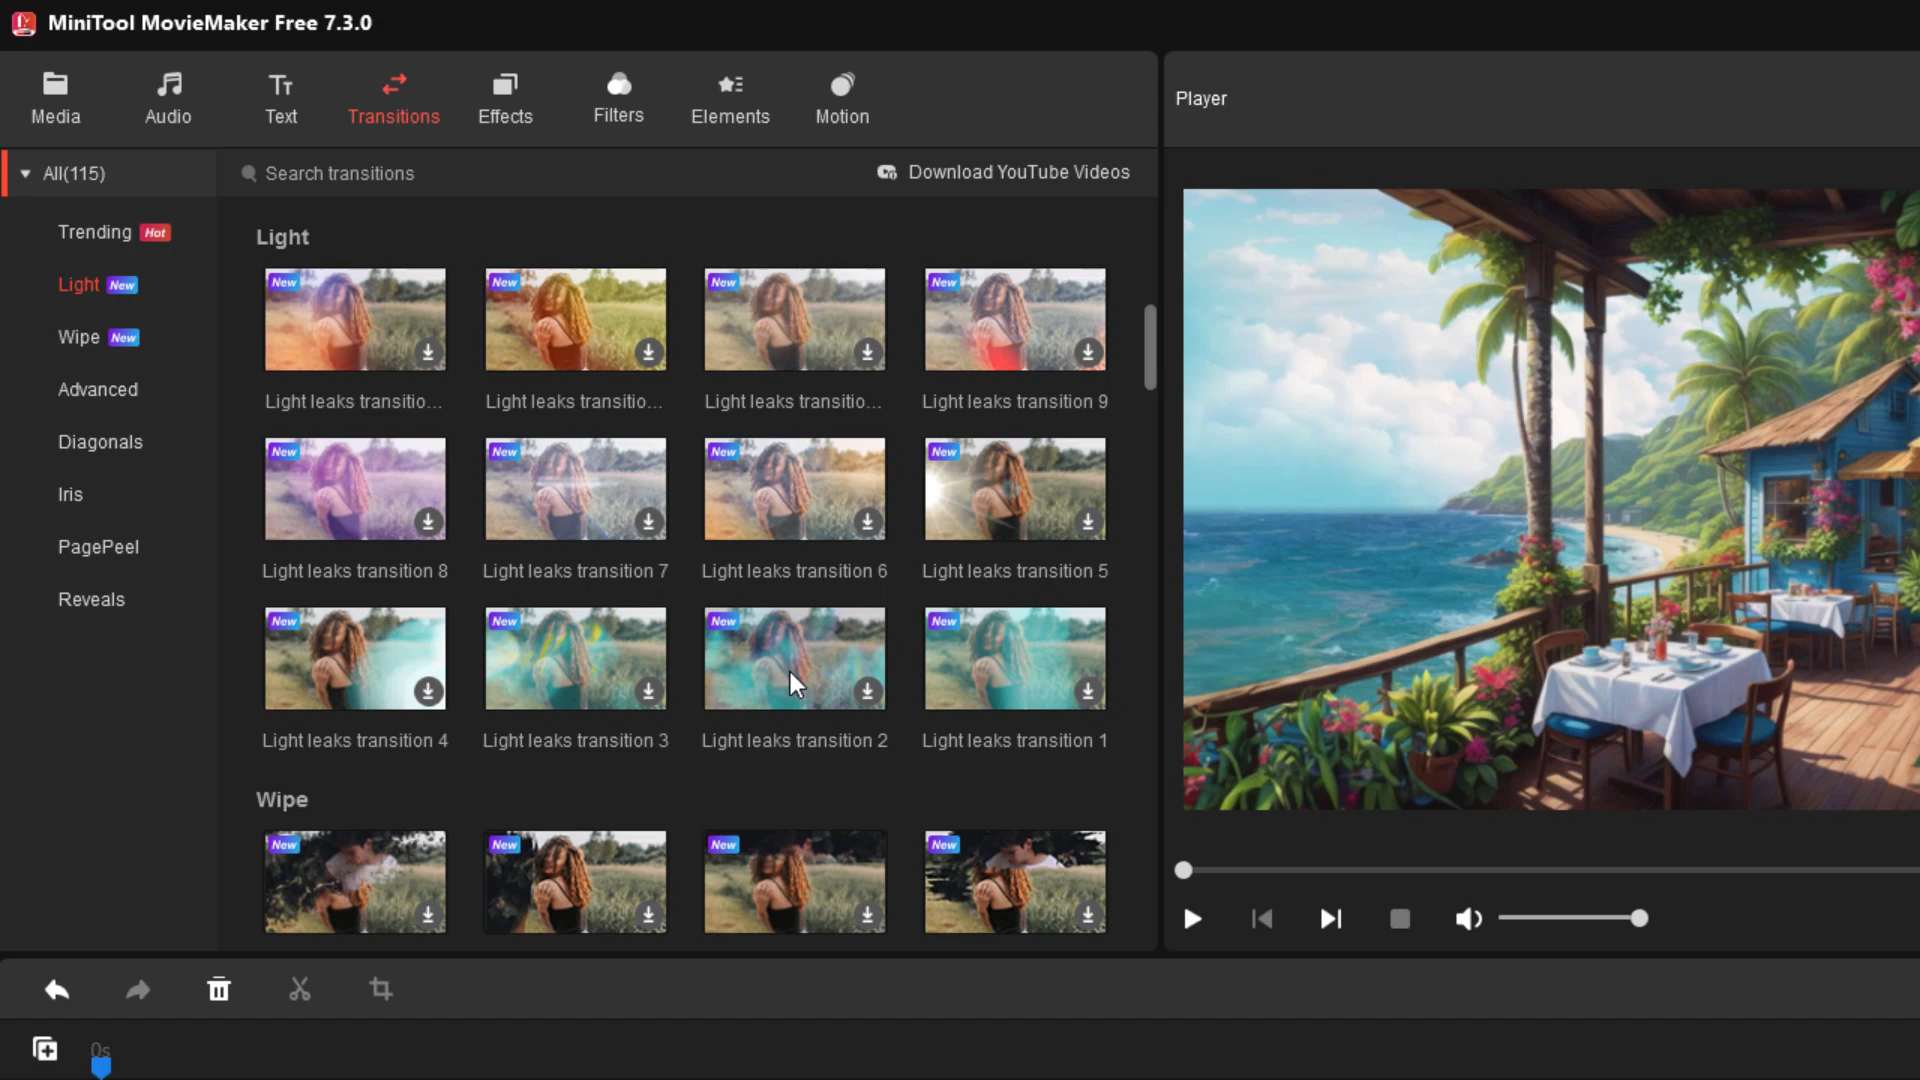 MiniTool MovieMaker Free 7.3.0
Media
Audio
Text
Transitions
Effects
Filters
Elements
Motion
Player
All(115)
Search transitions
Download YouTube Videos
Trending Hot
Light New
Wipe New
Advanced
Diagonals
Iris
PagePeel
Reveals
Light
New
New
New
New
Light leaks transitio...
Light leaks transitio...
Light leaks transitio...
Light leaks transition 9
New
New
New
New
Light leaks transition 8
Light leaks transition 7
Light leaks transition 6
Light leaks transition 5
New
New
New
New
Light leaks transition 4
Light leaks transition 3
Light leaks transition 2
Light leaks transition 1
Wipe
New
New
New
New
0s